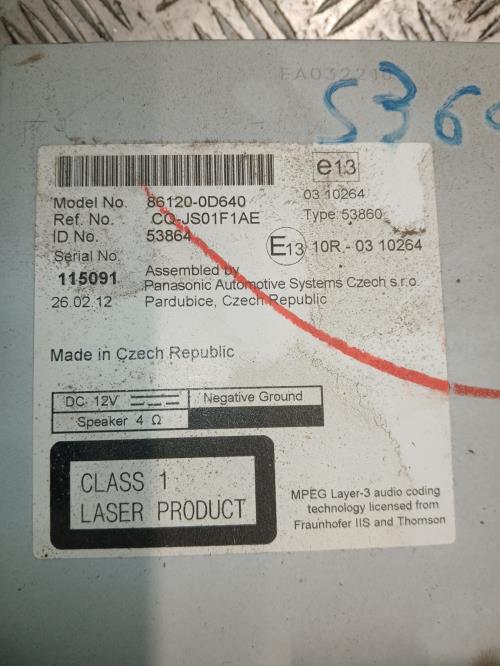 EA03221
5360
e13
Model No. 86120-0D640
03 10264
Ref. No. CQ-JS01F1AE
Type: 53860
ID No. 53864
E13 10R - 03 10264
Serial No.
115091 Assembled by
Panasonic Automotive Systems Czech s.r.o.
26.02.12 Pardubice, Czech Republic
Made in Czech Republic
DC 12V Negative Ground
Speaker 4 Ω
CLASS 1
LASER PRODUCT
MPEG Layer-3 audio coding
technology licensed from
Fraunhofer IIS and Thomson